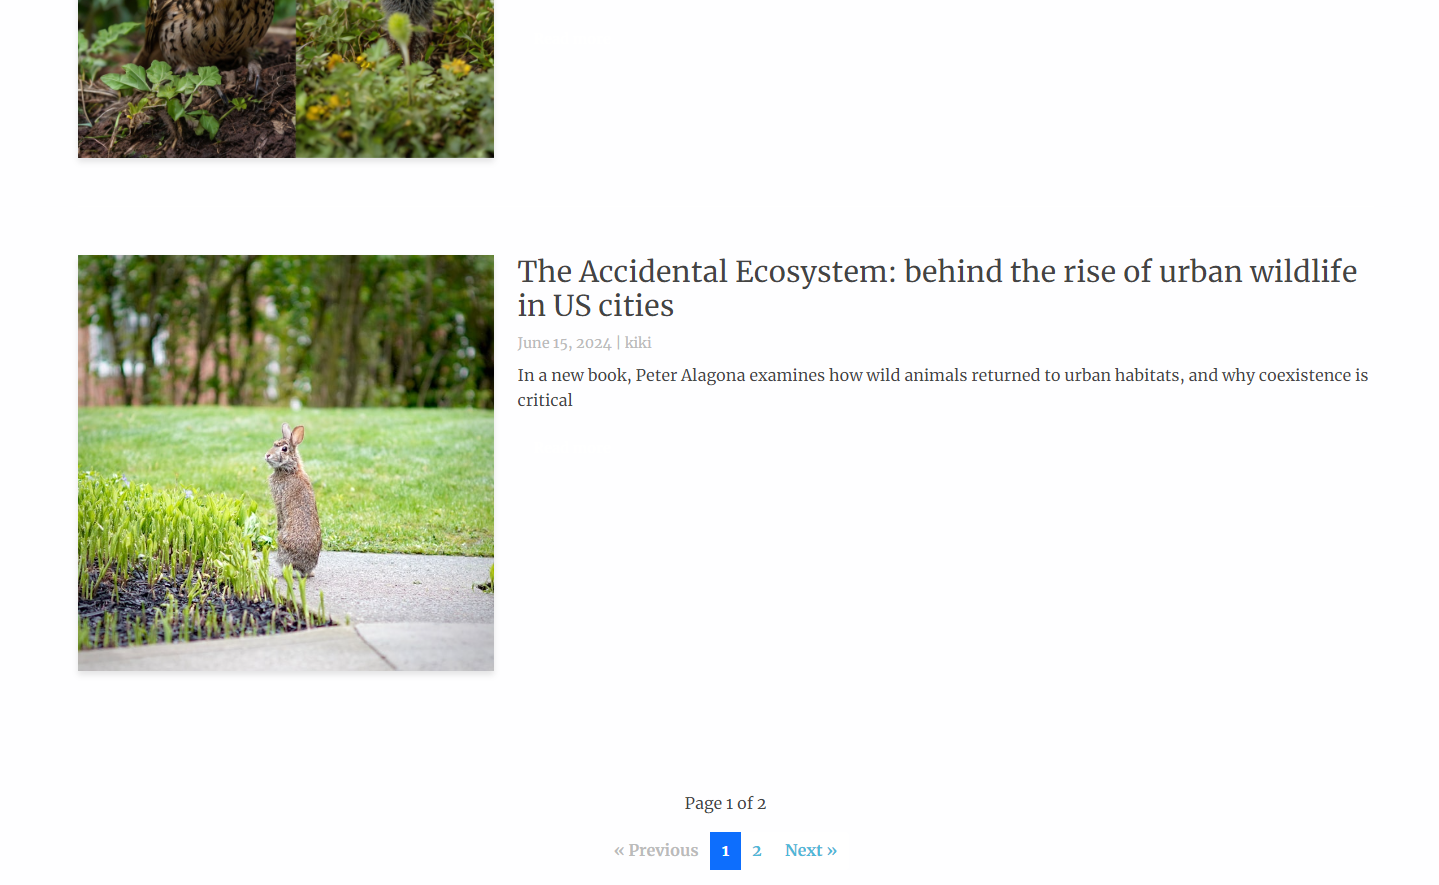 The Accidental Ecosystem: behind the rise of urban wildlife
in US cities
June 15, 2024 | kiki
In a new book, Peter Alagona examines how wild animals returned to urban habitats, and why coexistence is
critical
Page 1 of 2
« Previous 1 2 Next »